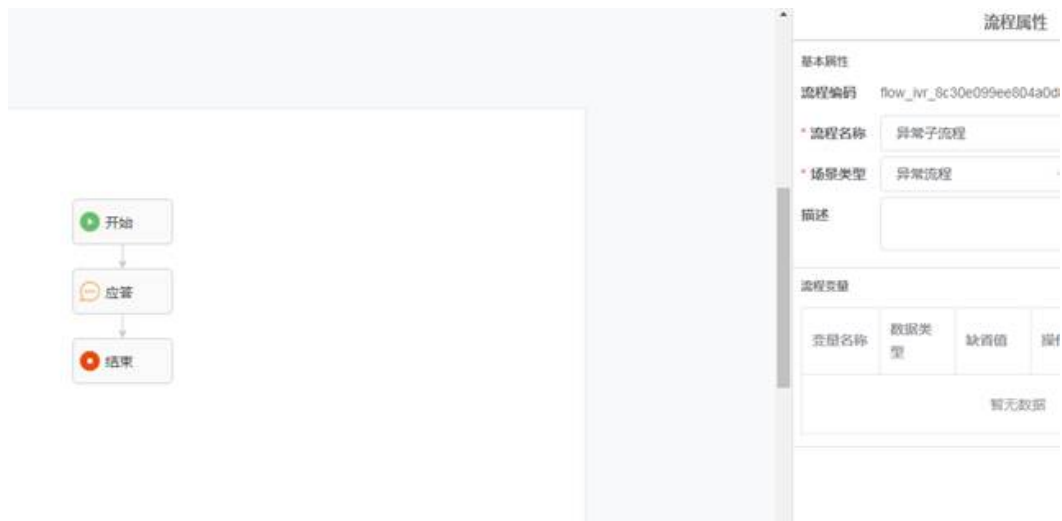 流程属性
基本属性
流程编码 flow_ivr_8c30e099ee804a0d
* 流程名称 异常子流程
* 场景类型 异常流程
描述
开始
应答
结束
流程变量
变量名称 数据类型 缺省值 操作
暂无数据